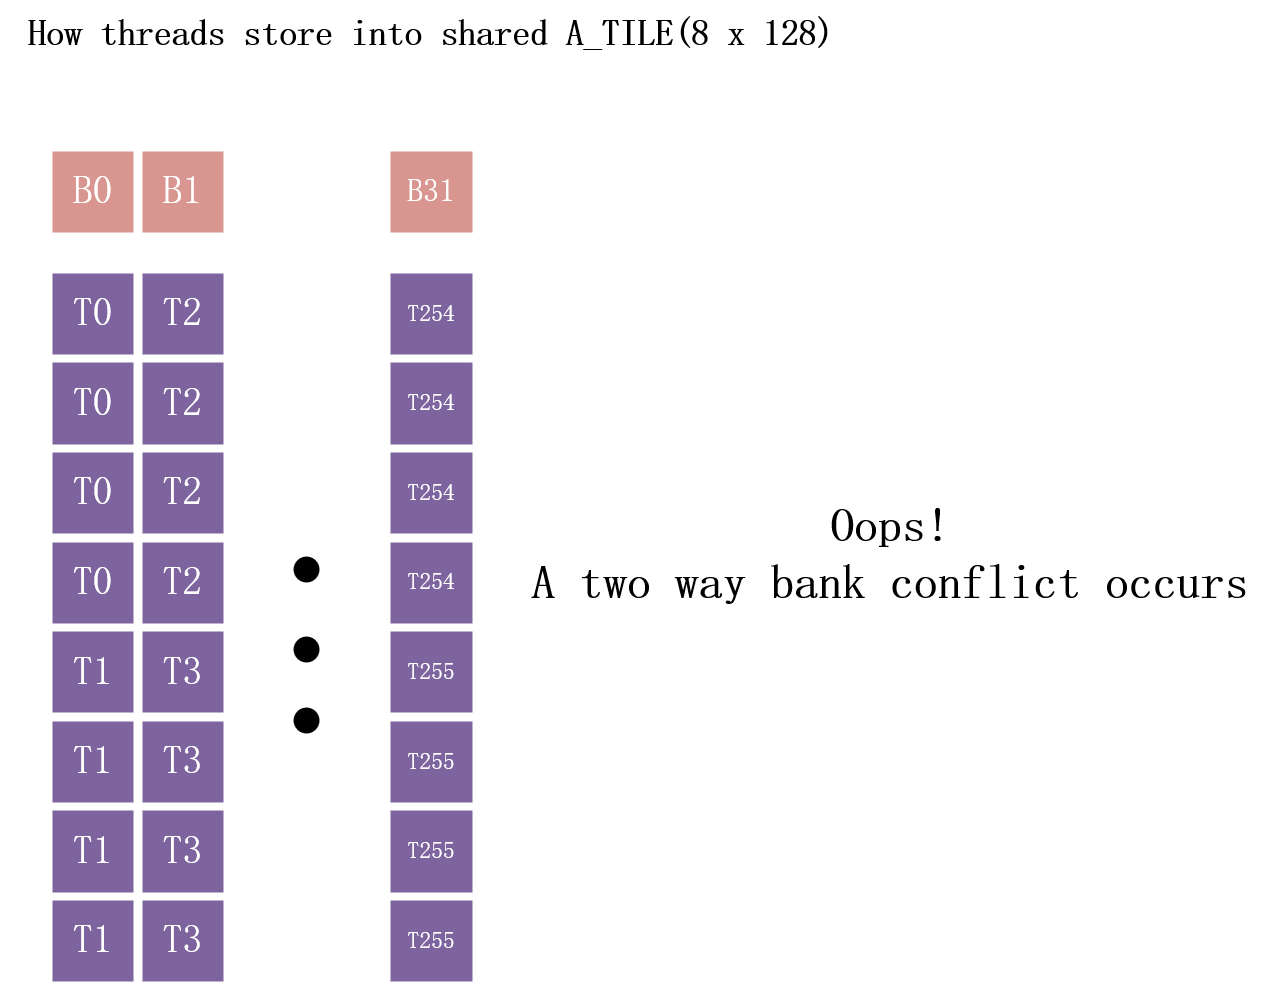 How threads store into shared A_TILE(8 x 128)
B0 B1 B31
T0 T2 T254
T0 T2 T254
T0 T2 T254
T0 T2 T254
T1 T3 T255
T1 T3 T255
T1 T3 T255
T1 T3 T255
Oops!
A two way bank conflict occurs